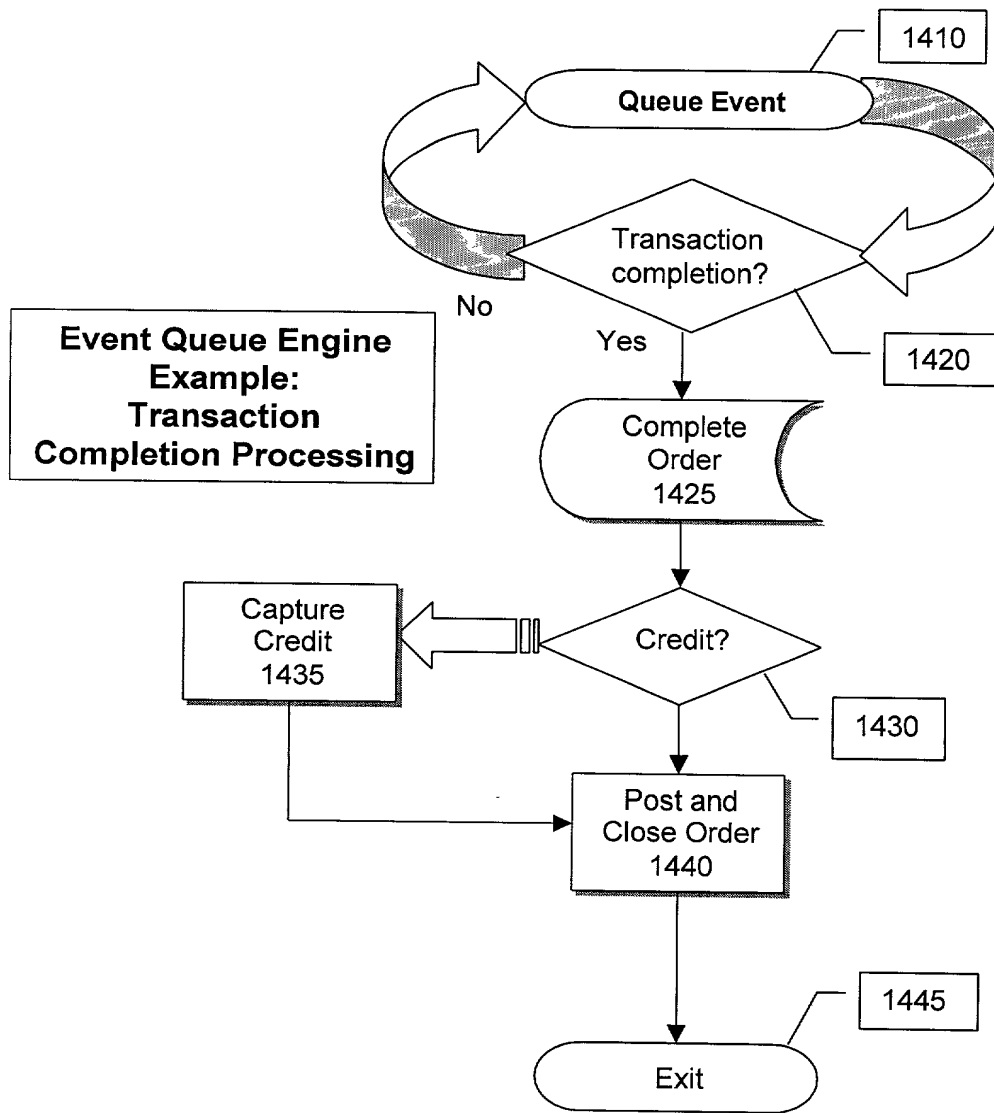 1410
Queue Event
Transaction
completion?
No
Yes
1420
Event Queue Engine
Example:
Transaction
Completion Processing
Complete
Order
1425
Capture
Credit
1435
Credit?
1430
Post and
Close Order
1440
1445
Exit